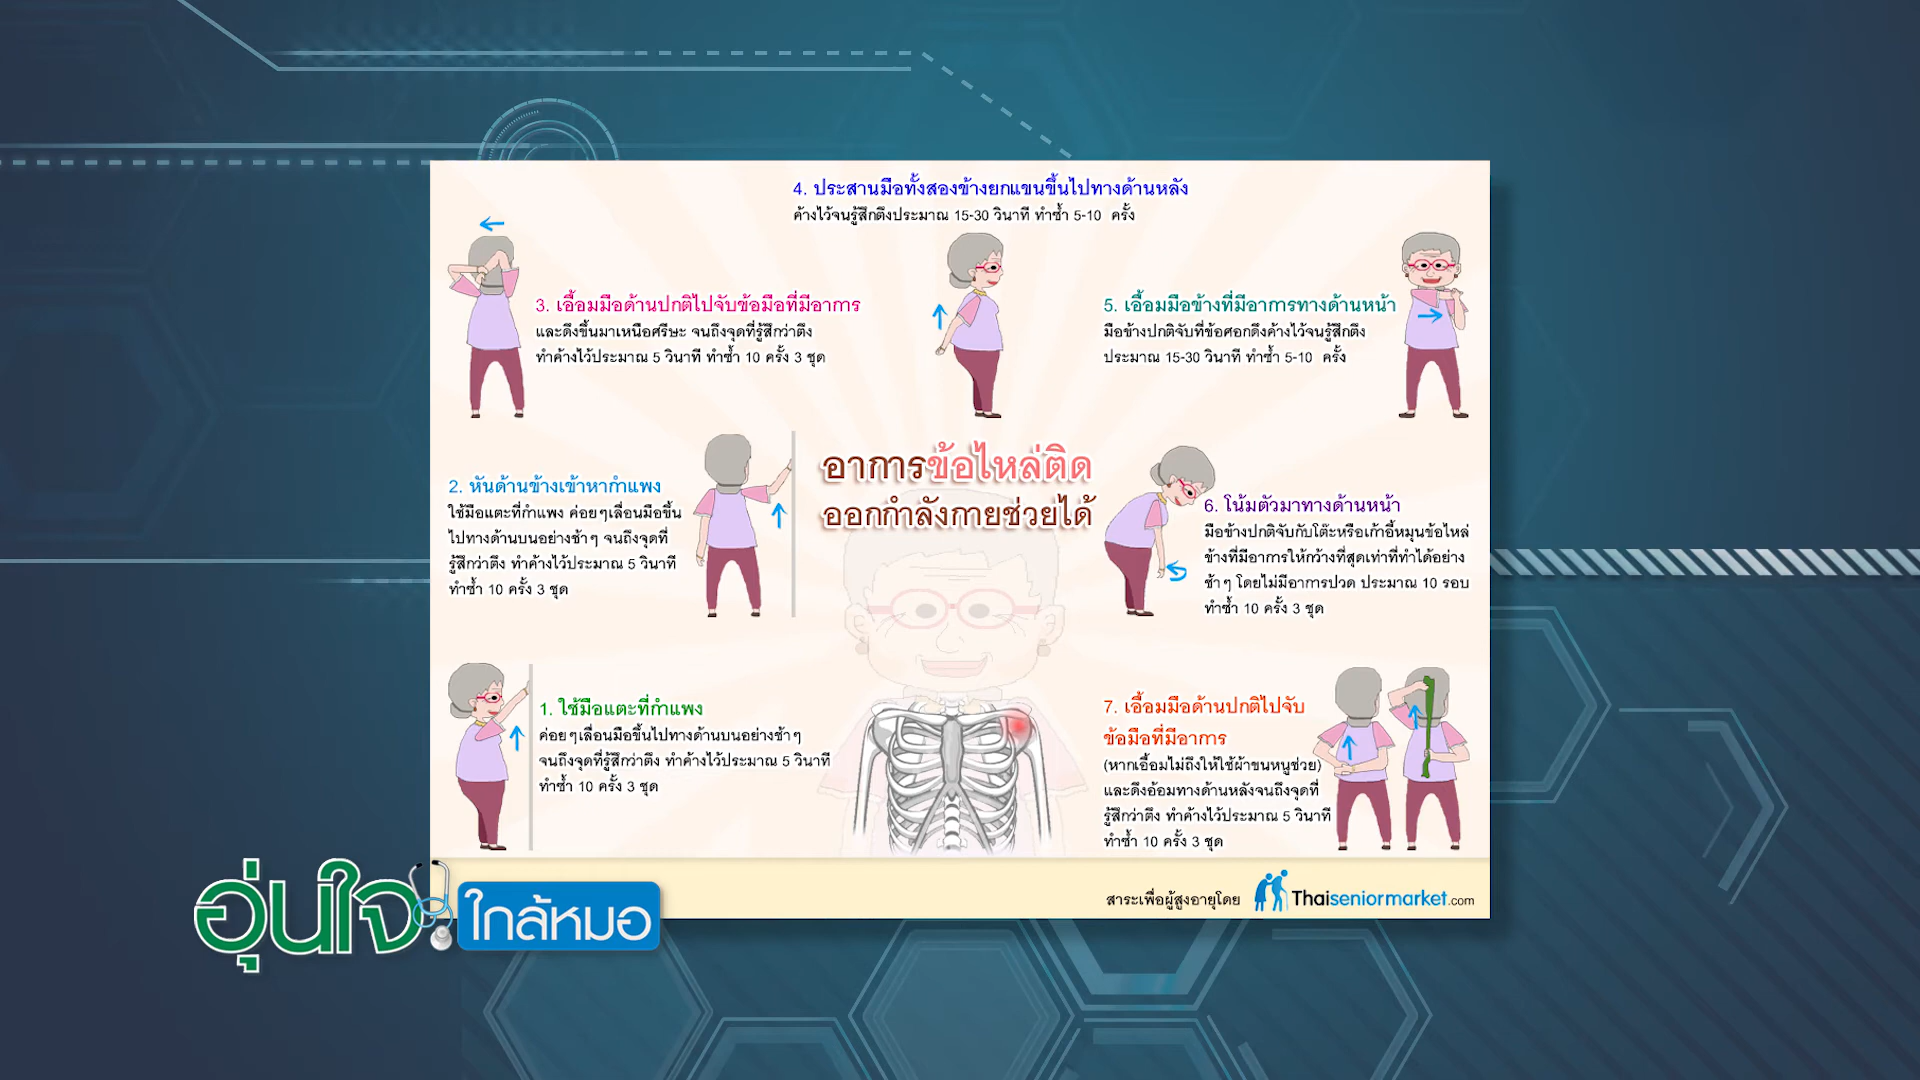 4. ประสานมือทั้งสองข้างยกแขนขึ้นไปทางด้านหลัง
ค้างไว้จนรู้สึกตึงประมาณ 15-30 วินาที ทำซ้ำ 5-10 ครั้ง
3. เอื้อมมือด้านปกติไปจับข้อมือที่มีอาการ
และดึงขึ้นมาเหนือศรีษะ จนถึงจุดที่รู้สึกว่าตึง
ทำค้างไว้ประมาณ 5 วินาที ทำซ้ำ 10 ครั้ง 3 ชุด
5. เอื้อมมือข้างที่มีอาการทางด้านหน้า
มือข้างปกติจับที่ข้อศอกดึงค้างไว้จนรู้สึกตึง
ประมาณ 15-30 วินาที ทำซ้ำ 5-10 ครั้ง
อาการข้อไหล่ติด
ออกกำลังกายช่วยได้
2. หันด้านข้างเข้าหากำแพง
ใช้มือแตะที่กำแพง ค่อยๆเลื่อนมือขึ้น
ไปทางด้านบนอย่างช้าๆ จนถึงจุดที่
รู้สึกว่าตึง ทำค้างไว้ประมาณ 5 วินาที
ทำซ้ำ 10 ครั้ง 3 ชุด
6. โน้มตัวมาทางด้านหน้า
มือข้างปกติจับกับโต๊ะหรือเก้าอี้หมุนข้อไหล่
ข้างที่มีอาการให้กว้างที่สุดเท่าที่ทำได้อย่าง
ช้าๆ โดยไม่มีอาการปวด ประมาณ 10 รอบ
ทำซ้ำ 10 ครั้ง 3 ชุด
1. ใช้มือแตะที่กำแพง
ค่อยๆเลื่อนมือขึ้นไปทางด้านบนอย่างช้าๆ
จนถึงจุดที่รู้สึกว่าตึง ทำค้างไว้ประมาณ 5 วินาที
ทำซ้ำ 10 ครั้ง 3 ชุด
7. เอื้อมมือด้านปกติไปจับ
ข้อมือที่มีอาการ
(หากเอื้อมไม่ถึงให้ใช้ผ้าขนหนูช่วย)
และดึงอ้อมทางด้านหลังจนถึงจุดที่
รู้สึกว่าตึง ทำค้างไว้ประมาณ 5 วินาที
ทำซ้ำ 10 ครั้ง 3 ชุด
สาระเพื่อผู้สูงอายุโดย Thaiseniormarket.com
อุ่นใจ ใกล้หมอ